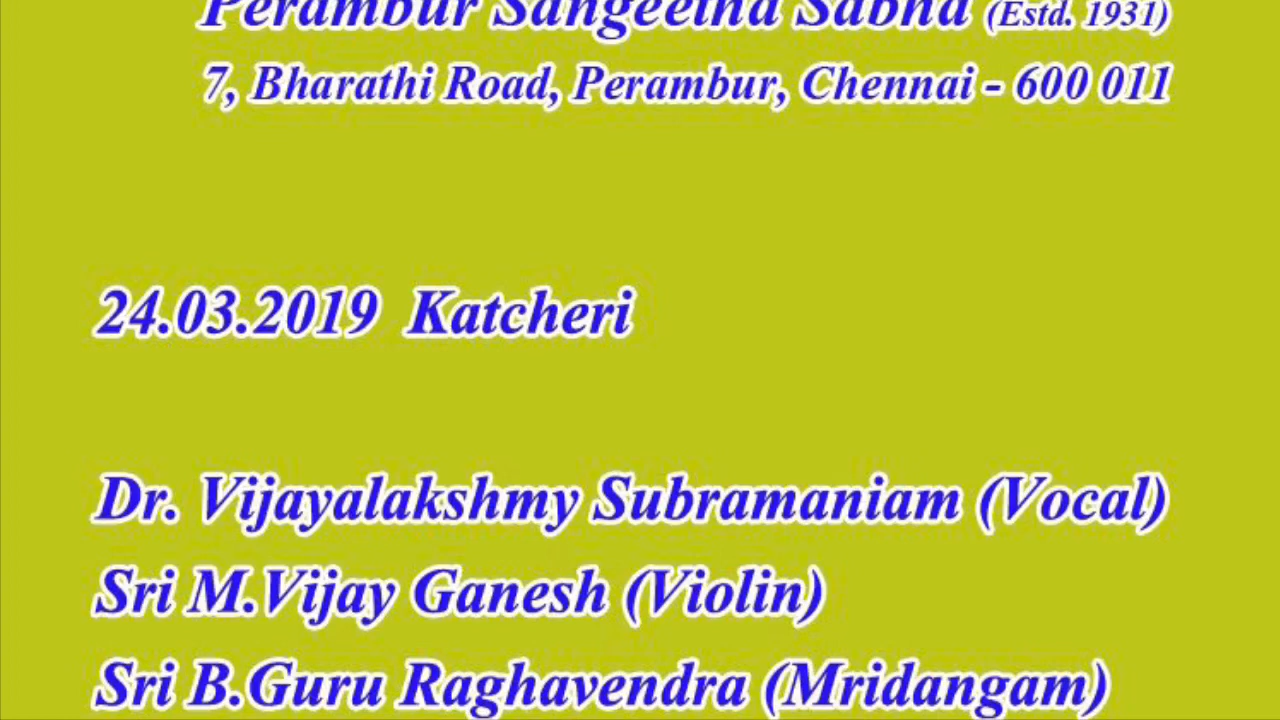 Perambur Sangeetha Sabha (Estd. 1931)
7, Bharathi Road, Perambur, Chennai - 600 011
24.03.2019 Katcheri
Dr. Vijayalakshmy Subramaniam (Vocal)
Sri M.Vijay Ganesh (Violin)
Sri B.Guru Raghavendra (Mridangam)